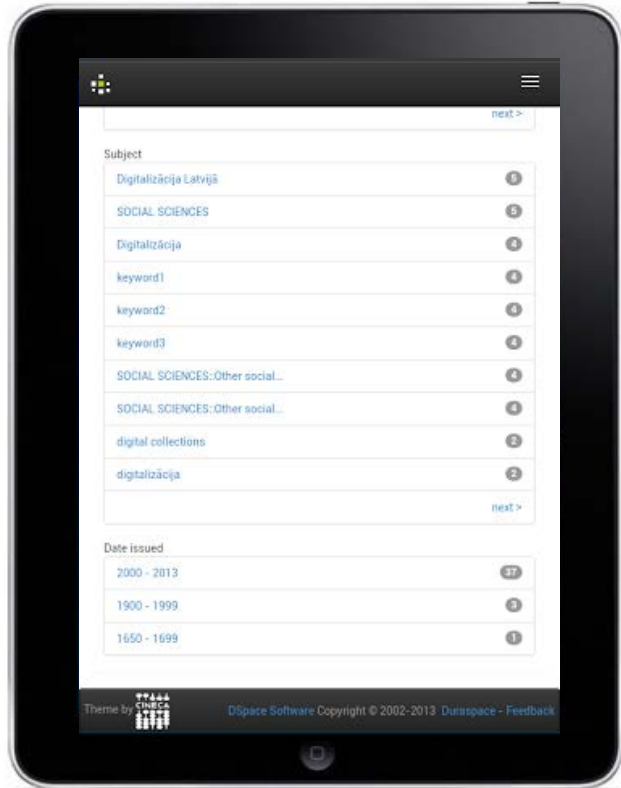 next >
Subject
Digitalizācija Latvijā 5
SOCIAL SCIENCES 5
Digitalizācija 4
keyword1 4
keyword2 4
keyword3 4
SOCIAL SCIENCES::Other social... 4
SOCIAL SCIENCES::Other social... 4
digital collections 2
digitalizācija 2
next >
Date issued
2000 - 2013 37
1900 - 1999 3
1650 - 1699 1
Theme by CINECA DSpace Software Copyright © 2002-2013 Duraspace - Feedback